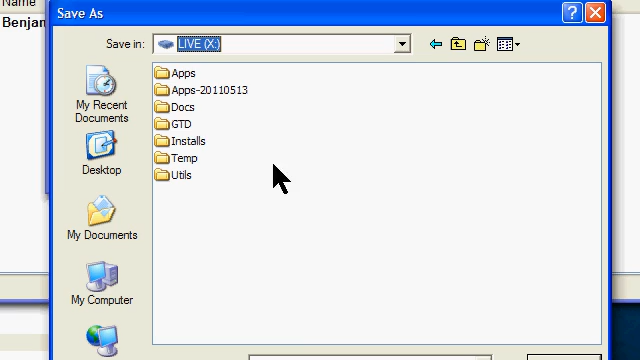 Name
Benjam
Save As
Save in:
LIVE (X:)
Apps
Apps-20110513
Docs
GTD
Installs
Temp
Utils
My Recent
Documents
Desktop
My Documents
My Computer